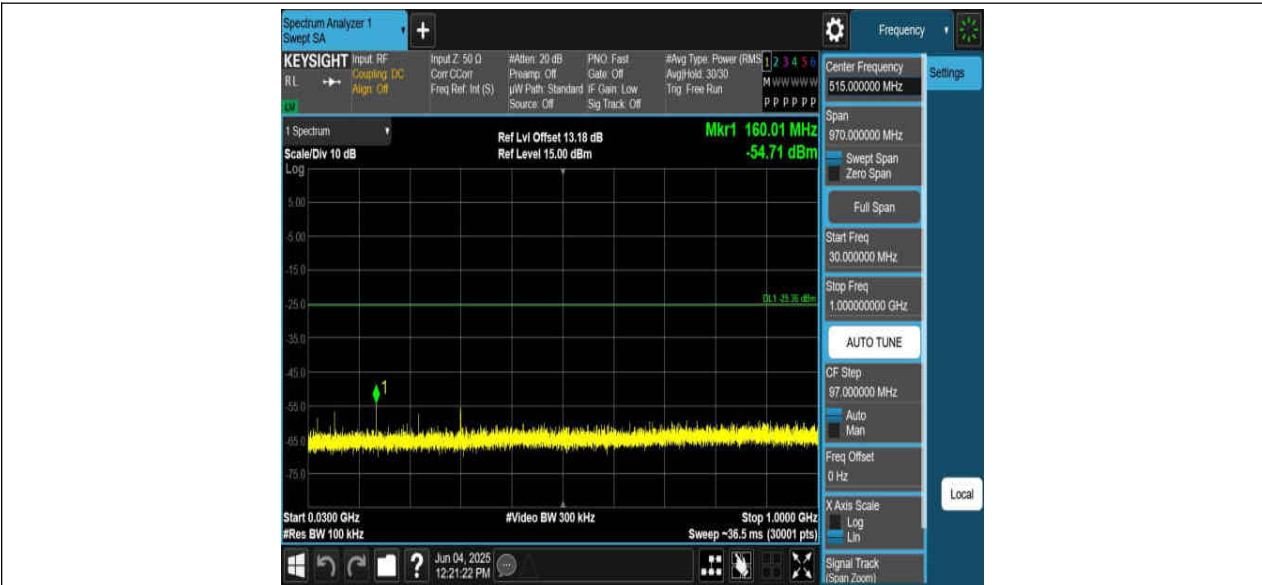 Spectrum Analyzer 1
Swept SA
+
Frequency
KEYSIGHT
RL
LM
Input: RF
Coupling: DC
Align: Off
Input Z: 50 Ω
Corr CCorr
Freq Ref: Int (S)
#Atten: 20 dB
Preamp: Off
µW Path: Standard
Source: Off
PNO: Fast
Gate: Off
IF Gain: Low
Sig Track: Off
#Avg Type: Power (RMS
Avg|Hold: 30/30
Trig: Free Run
1 2 3 4 5 6
M W W W W W
P P P P P P
1 Spectrum
Scale/Div 10 dB
Log
Ref Lvl Offset 13.18 dB
Ref Level 15.00 dBm
Mkr1 160.01 MHz
-54.71 dBm
5.00
-5.00
-15.0
-25.0
DL1 -25.36 dBm
-35.0
-45.0
1
-55.0
-65.0
-75.0
Start 0.0300 GHz
#Res BW 100 kHz
#Video BW 300 kHz
Stop 1.0000 GHz
Sweep ~36.5 ms (30001 pts)
Jun 04, 2025
12:21:22 PM
?
Center Frequency
515.000000 MHz
Settings
Span
970.000000 MHz
Swept Span
Zero Span
Full Span
Start Freq
30.000000 MHz
Stop Freq
1.000000000 GHz
AUTO TUNE
CF Step
97.000000 MHz
Auto
Man
Freq Offset
0 Hz
Local
X Axis Scale
Log
Lin
Signal Track
(Span Zoom)